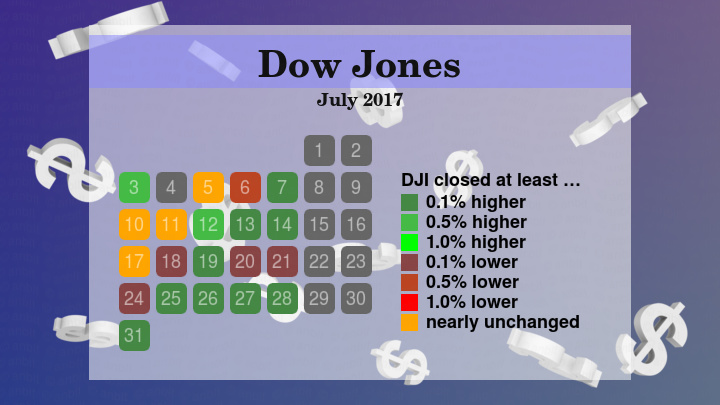 Dow Jones
July 2017
1 2
3 4 5 6 7 8 9
10 11 12 13 14 15 16
17 18 19 20 21 22 23
24 25 26 27 28 29 30
31
DJI closed at least …
0.1% higher
0.5% higher
1.0% higher
0.1% lower
0.5% lower
1.0% lower
nearly unchanged